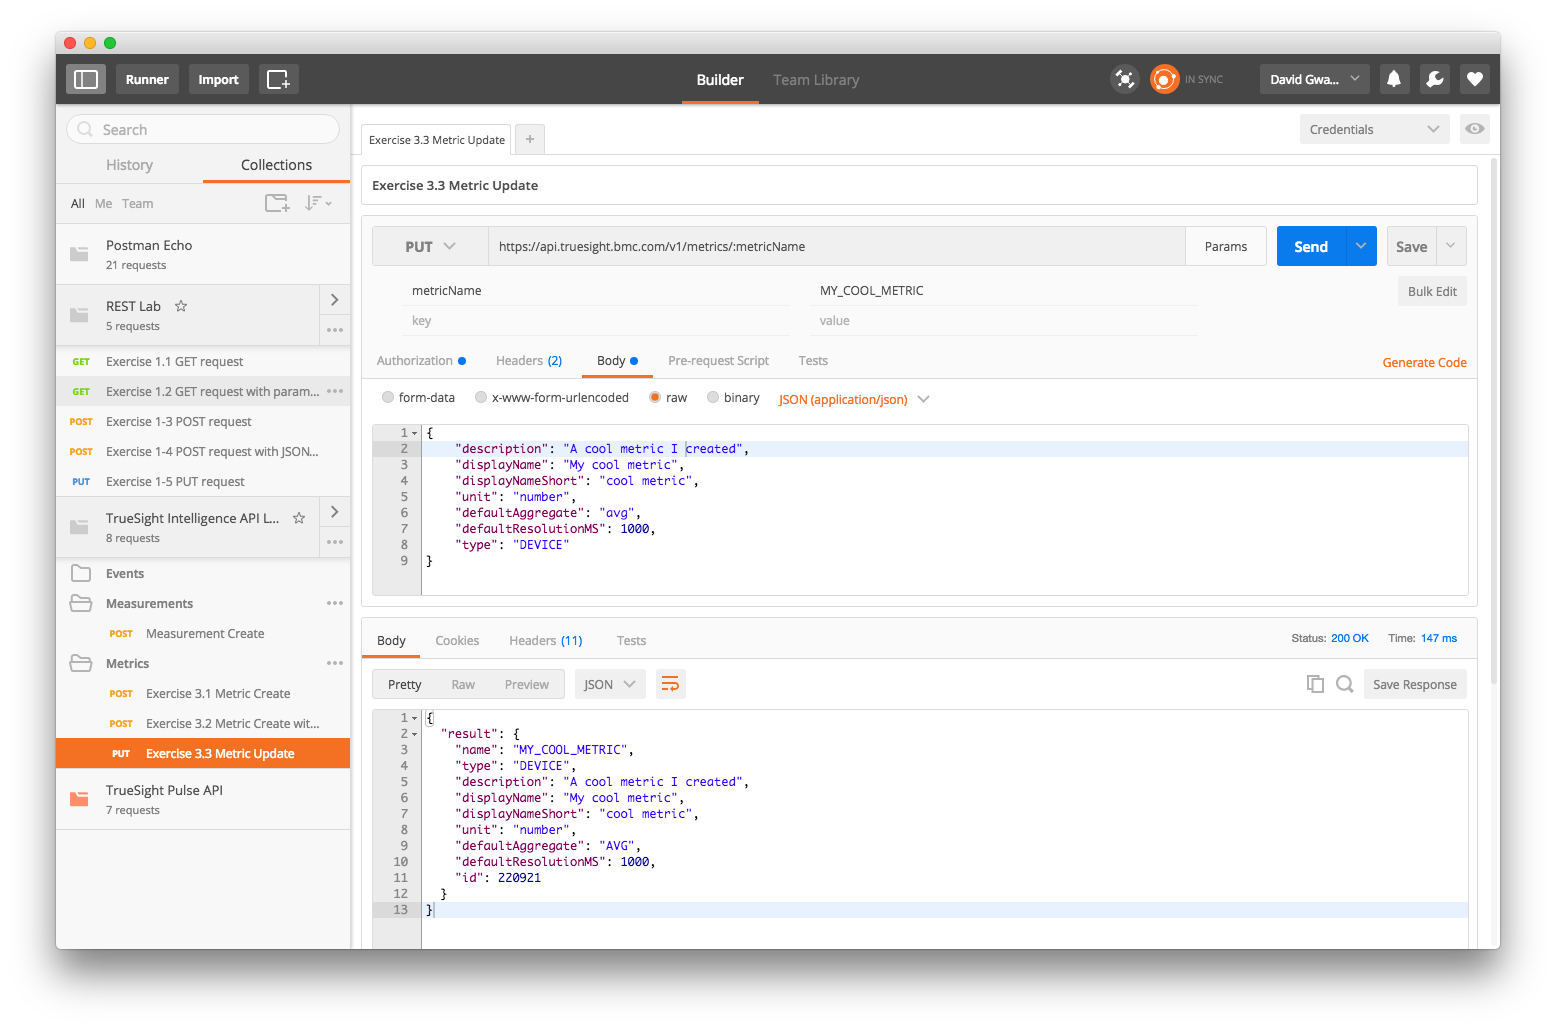 Runner
Import
Builder
Team Library
IN SYNC
David Gwa...
Search
History
Collections
All Me Team
Postman Echo
21 requests
REST Lab
5 requests
GET Exercise 1.1 GET request
GET Exercise 1.2 GET request with param...
POST Exercise 1-3 POST request
POST Exercise 1-4 POST request with JSON...
PUT Exercise 1-5 PUT request
TrueSight Intelligence API L...
8 requests
Events
Measurements
POST Measurement Create
Metrics
POST Exercise 3.1 Metric Create
POST Exercise 3.2 Metric Create wit...
PUT Exercise 3.3 Metric Update
TrueSight Pulse API
7 requests
Exercise 3.3 Metric Update +
Credentials
Exercise 3.3 Metric Update
PUT https://api.truesight.bmc.com/v1/metrics/:metricName Params Send Save
metricName MY_COOL_METRIC Bulk Edit
key value
Authorization Headers (2) Body Pre-request Script Tests Generate Code
form-data x-www-form-urlencoded raw binary JSON (application/json)
1 {
2 "description": "A cool metric I created",
3 "displayName": "My cool metric",
4 "displayNameShort": "cool metric",
5 "unit": "number",
6 "defaultAggregate": "avg",
7 "defaultResolutionMS": 1000,
8 "type": "DEVICE"
9 }
Body Cookies Headers (11) Tests Status: 200 OK Time: 147 ms
Pretty Raw Preview JSON Save Response
1 {
2 "result": {
3 "name": "MY_COOL_METRIC",
4 "type": "DEVICE",
5 "description": "A cool metric I created",
6 "displayName": "My cool metric",
7 "displayNameShort": "cool metric",
8 "unit": "number",
9 "defaultAggregate": "AVG",
10 "defaultResolutionMS": 1000,
11 "id": 220921
12 }
13 }